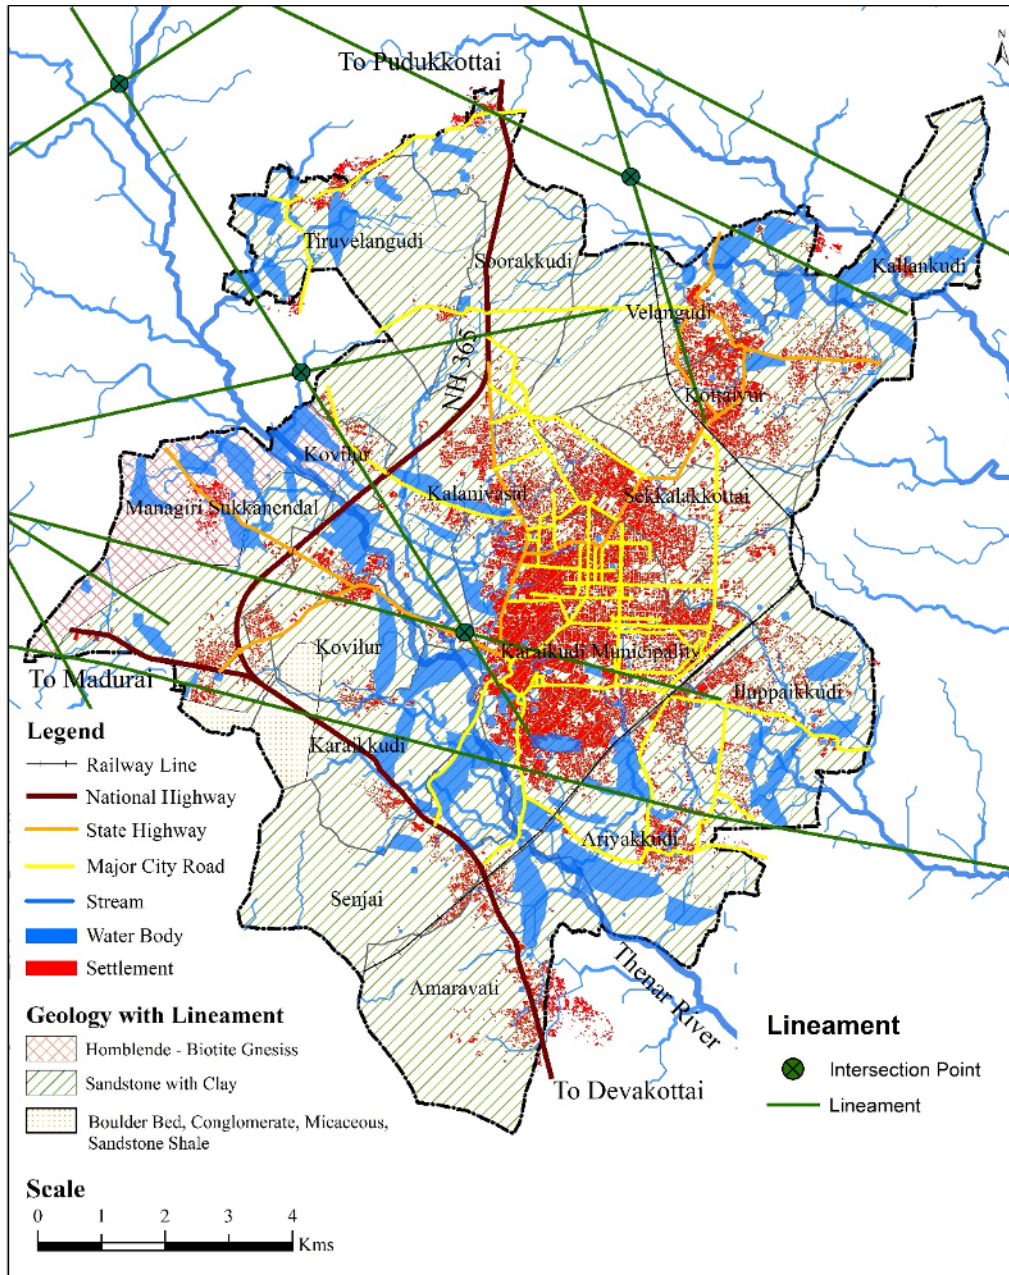 N
To Pudukkottai
Tiruvelangudi
Soorakkudi
Kallankudi
Velangudi
NH 365
Kottaiyur
Kovilur
Kalanivasal
Sekkalakkottai
Managiri Sukkanendal
Kovilur
Karaikudi Municipality
Iluppaikkudi
To Madurai
Karaikkudi
Ariyakkudi
Senjai
Amaravati
Thenar River
To Devakottai
Legend
Railway Line
National Highway
State Highway
Major City Road
Stream
Water Body
Settlement
Geology with Lineament
Homblende - Biotite Gnesiss
Sandstone with Clay
Boulder Bed, Conglomerate, Micaceous,
Sandstone Shale
Lineament
Intersection Point
Lineament
Scale
0 1 2 3 4
Kms